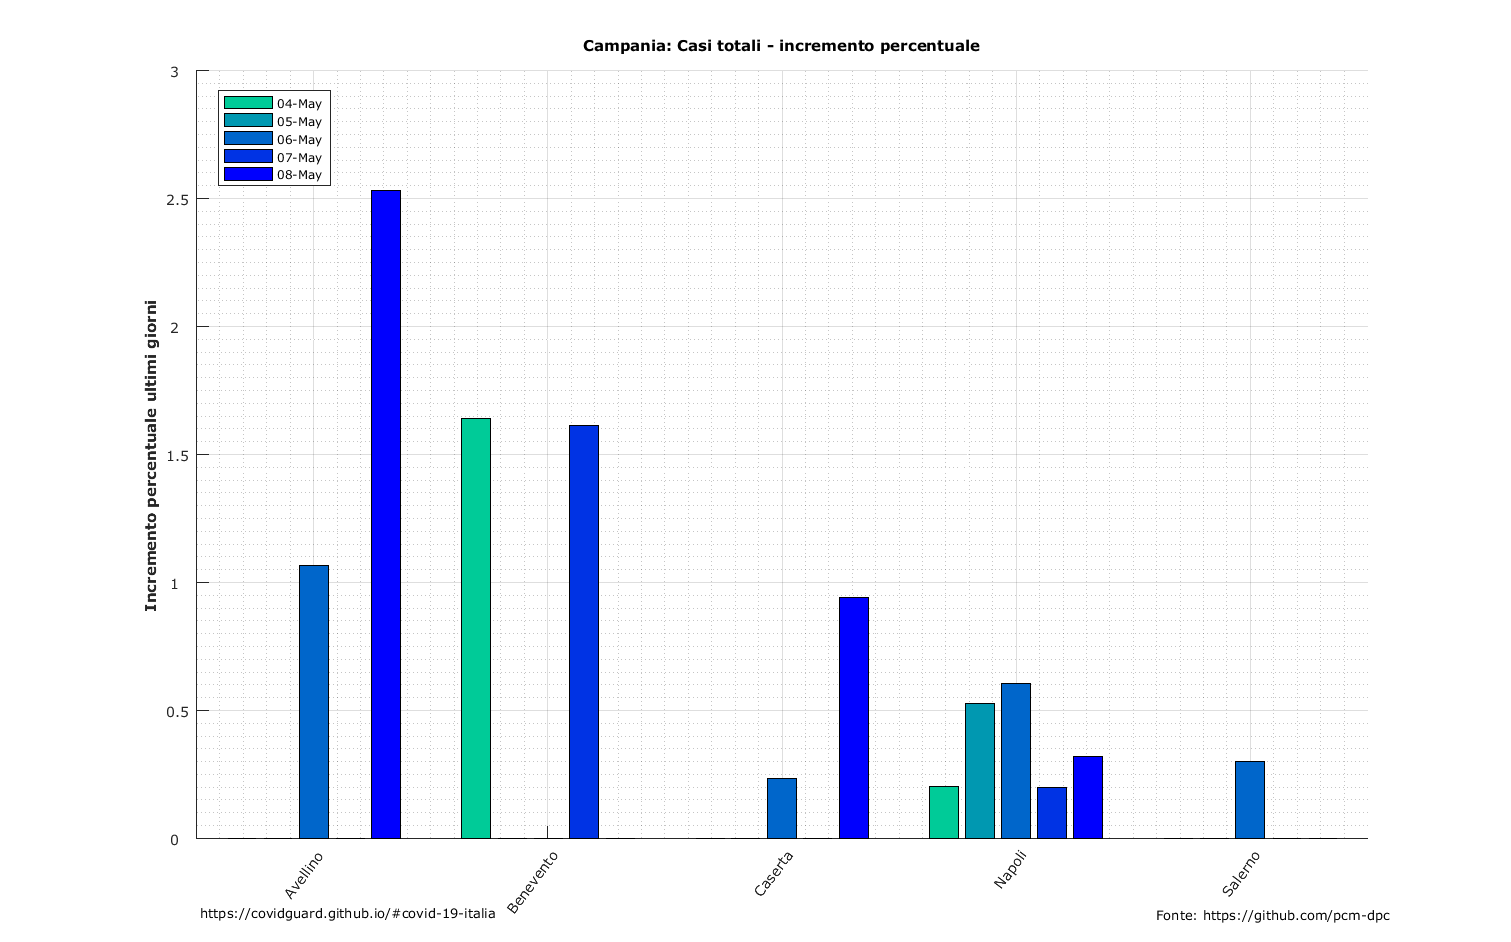 Campania: Casi totali - incremento percentuale
04-May
05-May
06-May
07-May
08-May
Incremento percentuale ultimi giorni
3
2.5
2
1.5
1
0.5
0
Avellino
Benevento
Caserta
Napoli
Salerno
https://covidguard.github.io/#covid-19-italia
Fonte: https://github.com/pcm-dpc